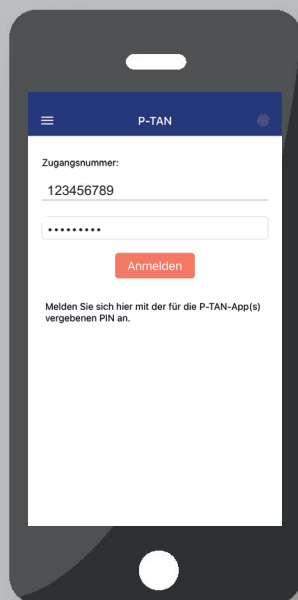 P-TAN
Zugangsnummer:
123456789
•••••••••
Anmelden
Melden Sie sich hier mit der für die P-TAN-App(s)
vergebenen PIN an.